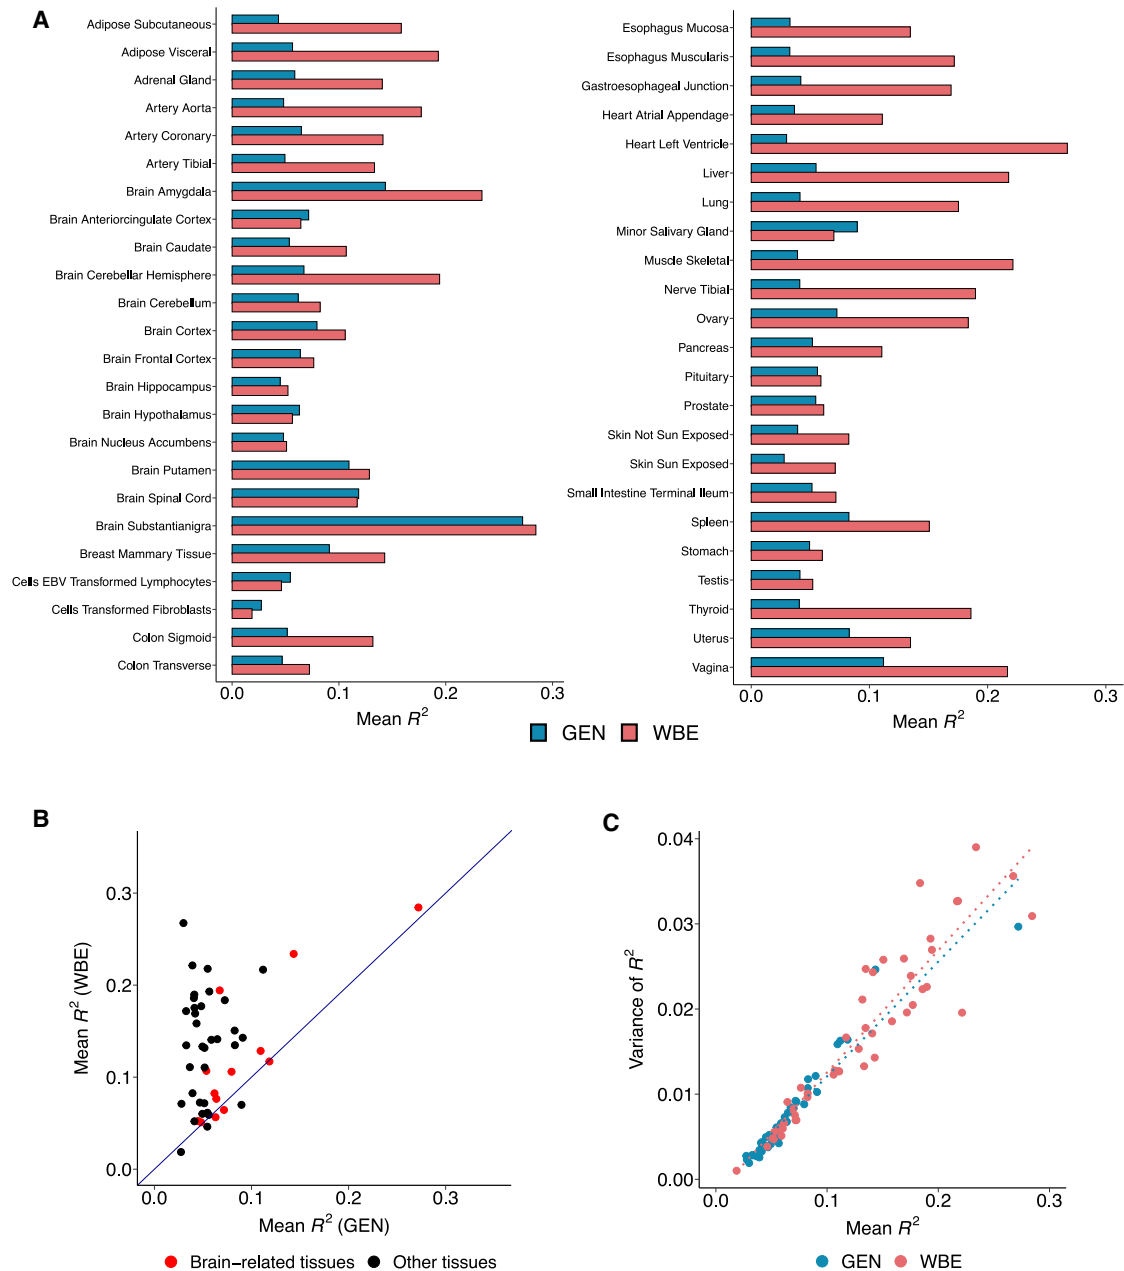 A
Adipose Subcutaneous
Adipose Visceral
Adrenal Gland
Artery Aorta
Artery Coronary
Artery Tibial
Brain Amygdala
Brain Anteriorcingulate Cortex
Brain Caudate
Brain Cerebellar Hemisphere
Brain Cerebellum
Brain Cortex
Brain Frontal Cortex
Brain Hippocampus
Brain Hypothalamus
Brain Nucleus Accumbens
Brain Putamen
Brain Spinal Cord
Brain Substantianigra
Breast Mammary Tissue
Cells EBV Transformed Lymphocytes
Cells Transformed Fibroblasts
Colon Sigmoid
Colon Transverse
0.0 0.1 0.2 0.3
Mean R²
Esophagus Mucosa
Esophagus Muscularis
Gastroesophageal Junction
Heart Atrial Appendage
Heart Left Ventricle
Liver
Lung
Minor Salivary Gland
Muscle Skeletal
Nerve Tibial
Ovary
Pancreas
Pituitary
Prostate
Skin Not Sun Exposed
Skin Sun Exposed
Small Intestine Terminal Ileum
Spleen
Stomach
Testis
Thyroid
Uterus
Vagina
0.0 0.1 0.2 0.3
Mean R²
GEN WBE
B
Mean R² (WBE)
0.3
0.2
0.1
0.0
0.0 0.1 0.2 0.3
Mean R² (GEN)
Brain−related tissues Other tissues
C
Variance of R²
0.04
0.03
0.02
0.01
0.00
0.0 0.1 0.2 0.3
Mean R²
GEN WBE